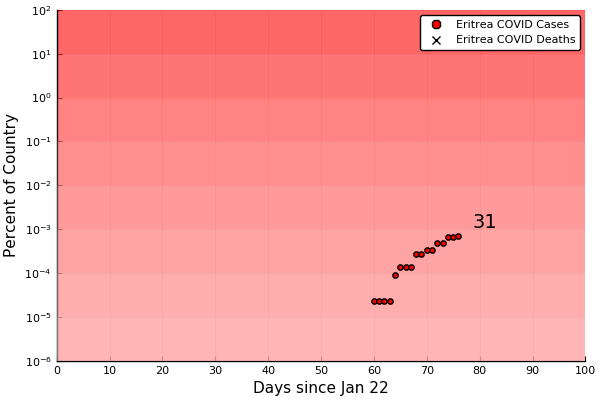 10²
10¹
10⁰
10⁻¹
10⁻²
10⁻³
10⁻⁴
10⁻⁵
10⁻⁶
Percent of Country
Eritrea COVID Cases
Eritrea COVID Deaths
31
0 10 20 30 40 50 60 70 80 90 100
Days since Jan 22